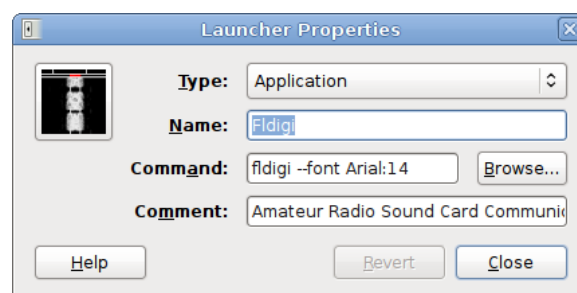 Launcher Properties
Type: Application
Name: Fldigi
Command: fldigi --font Arial:14 Browse...
Comment: Amateur Radio Sound Card Communi
Help Revert Close